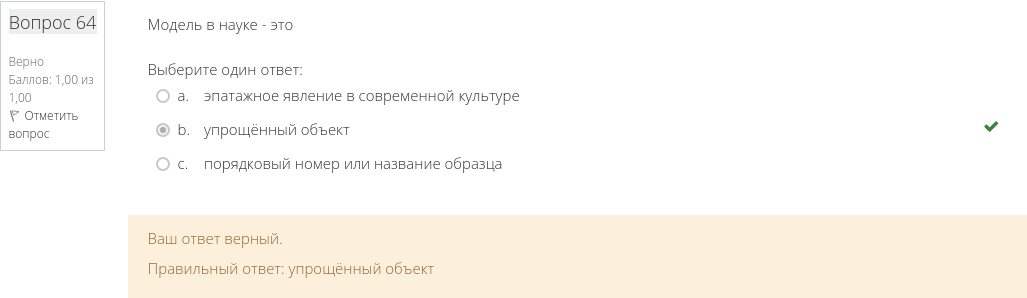 Вопрос 64
Верно
Баллов: 1,00 из
1,00
Отметить
вопрос
Модель в науке - это
Выберите один ответ:
a. эпатажное явление в современной культуре
b. упрощённый объект
c. порядковый номер или название образца
Ваш ответ верный.
Правильный ответ: упрощённый объект